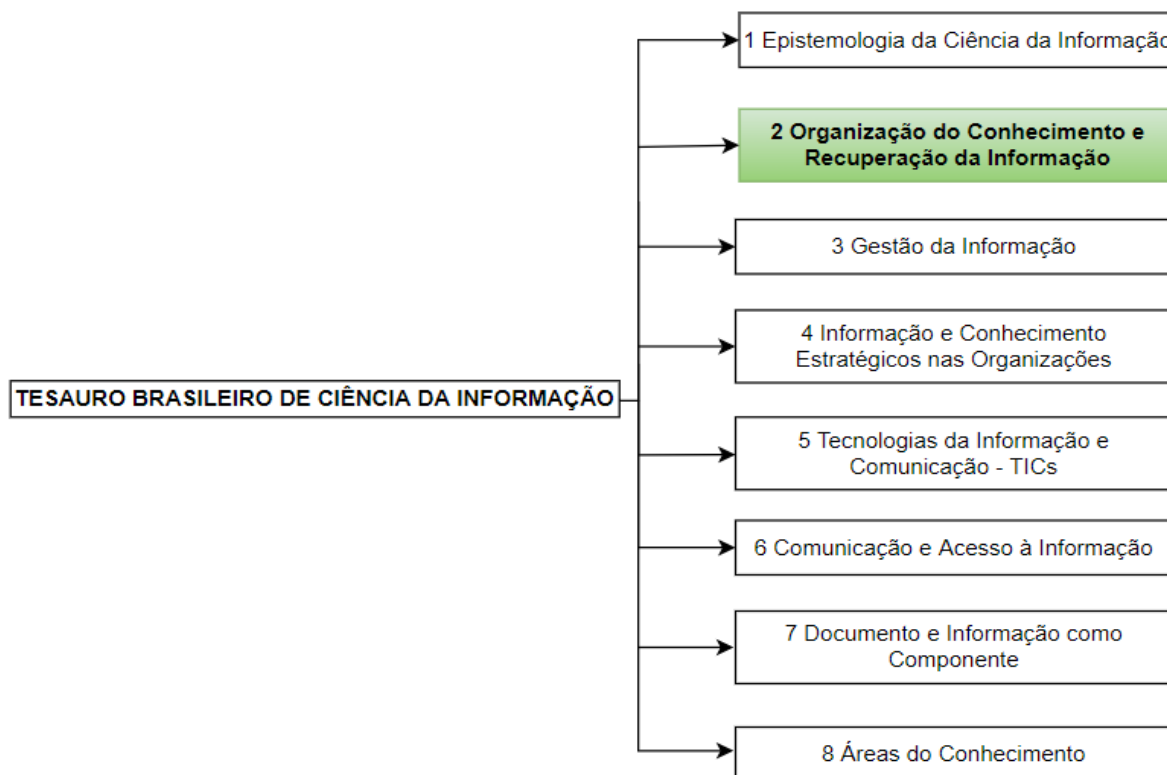 1 Epistemologia da Ciência da Informação
2 Organização do Conhecimento e
Recuperação da Informação
3 Gestão da Informação
4 Informação e Conhecimento
Estratégicos nas Organizações
TESAURO BRASILEIRO DE CIÊNCIA DA INFORMAÇÃO
5 Tecnologias da Informação e
Comunicação - TICs
6 Comunicação e Acesso à Informação
7 Documento e Informação como
Componente
8 Áreas do Conhecimento